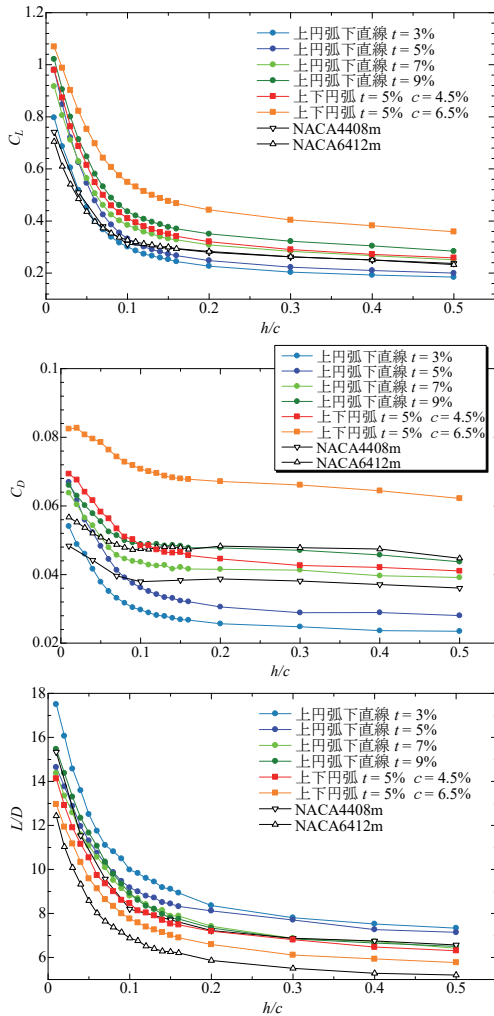 1.2
1
0.8
0.6
0.4
0.2
C_L
上円弧下直線 t = 3%
上円弧下直線 t = 5%
上円弧下直線 t = 7%
上円弧下直線 t = 9%
上下円弧 t = 5% c = 4.5%
上下円弧 t = 5% c = 6.5%
NACA4408m
NACA6412m
0 0.1 0.2 0.3 0.4 0.5
h/c
0.1
0.08
0.06
0.04
0.02
C_D
上円弧下直線 t = 3%
上円弧下直線 t = 5%
上円弧下直線 t = 7%
上円弧下直線 t = 9%
上下円弧 t = 5% c = 4.5%
上下円弧 t = 5% c = 6.5%
NACA4408m
NACA6412m
0 0.1 0.2 0.3 0.4 0.5
h/c
18
16
14
12
10
8
6
L/D
上円弧下直線 t = 3%
上円弧下直線 t = 5%
上円弧下直線 t = 7%
上円弧下直線 t = 9%
上下円弧 t = 5% c = 4.5%
上下円弧 t = 5% c = 6.5%
NACA4408m
NACA6412m
0 0.1 0.2 0.3 0.4 0.5
h/c